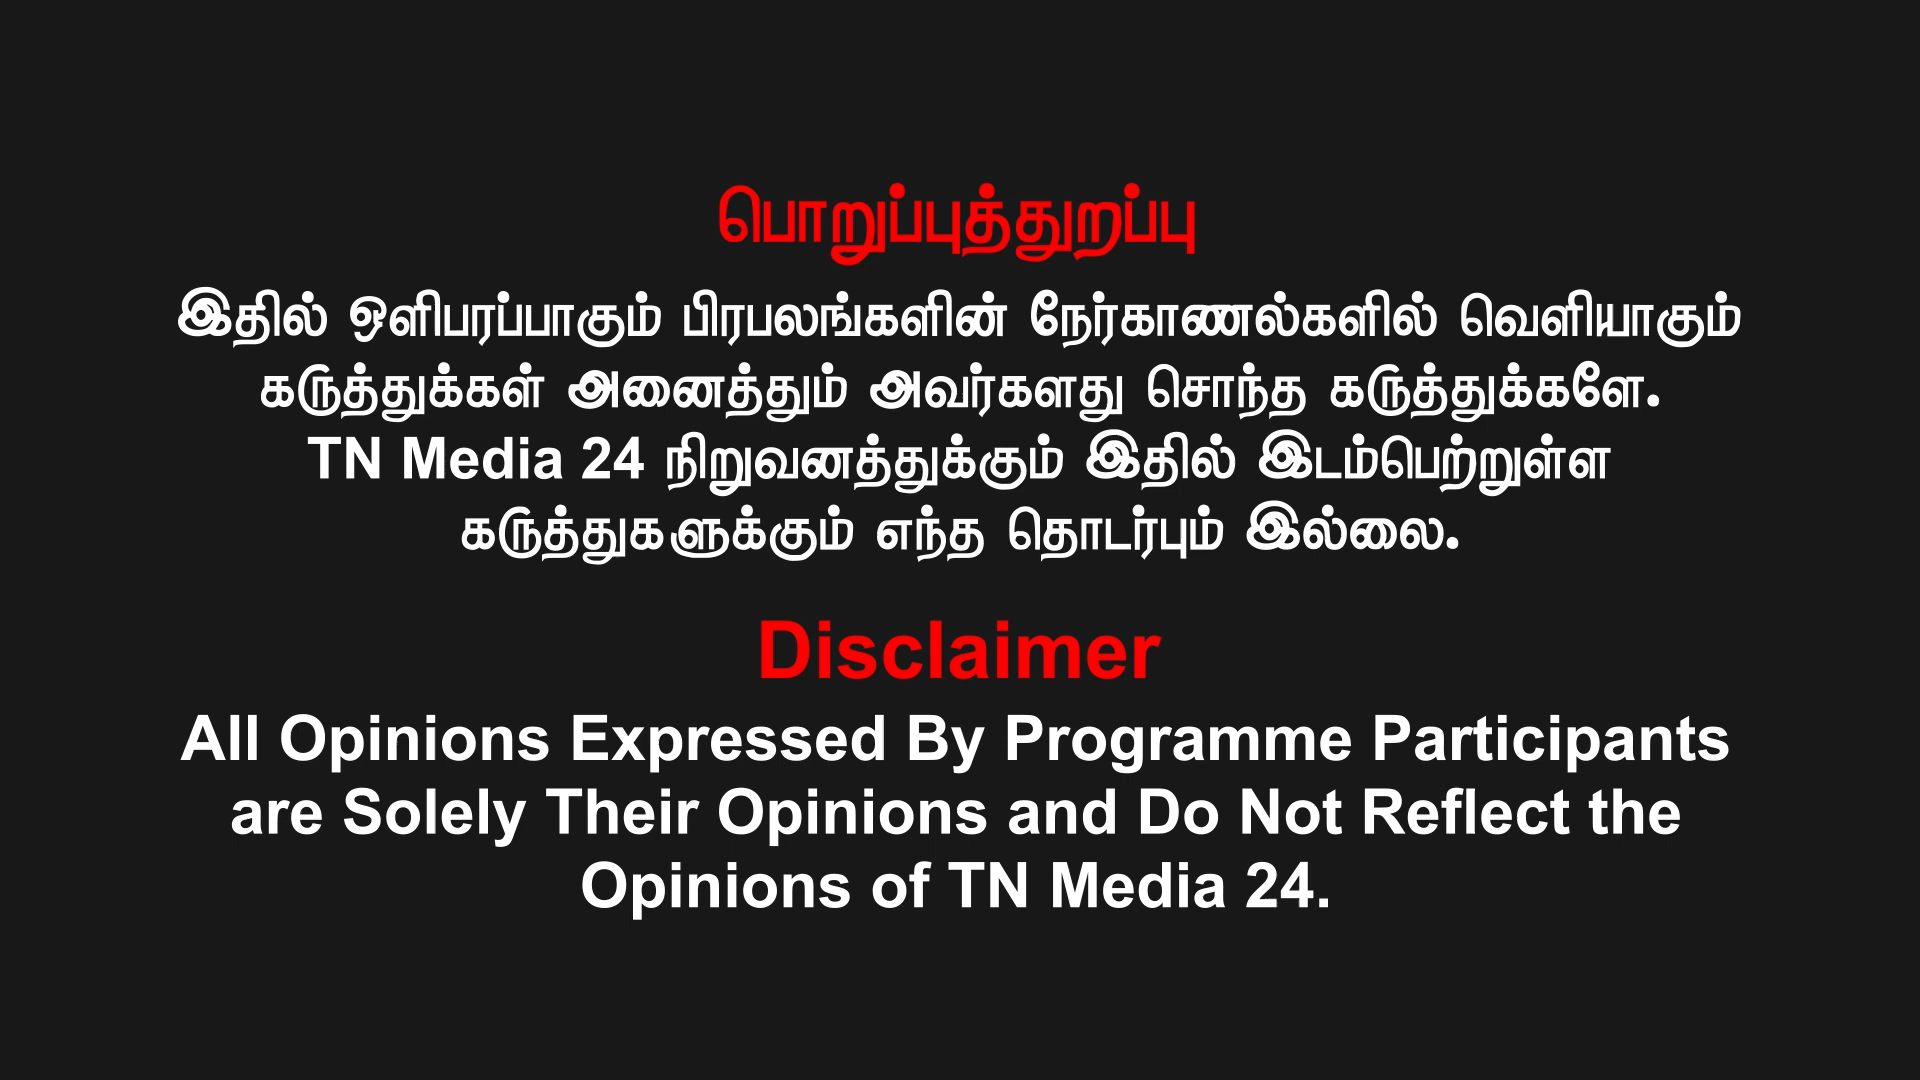 பொறுப்புத்துறப்பு
இதில் ஒளிபரப்பாகும் பிரபலங்களின் நேர்காணல்களில் வெளியாகும்
கருத்துக்கள் அனைத்தும் அவர்களது சொந்த கருத்துக்களே.
TN Media 24 நிறுவனத்துக்கும் இதில் இடம்பெற்றுள்ள
கருத்துகளுக்கும் எந்த தொடர்பும் இல்லை.
Disclaimer
All Opinions Expressed By Programme Participants
are Solely Their Opinions and Do Not Reflect the
Opinions of TN Media 24.